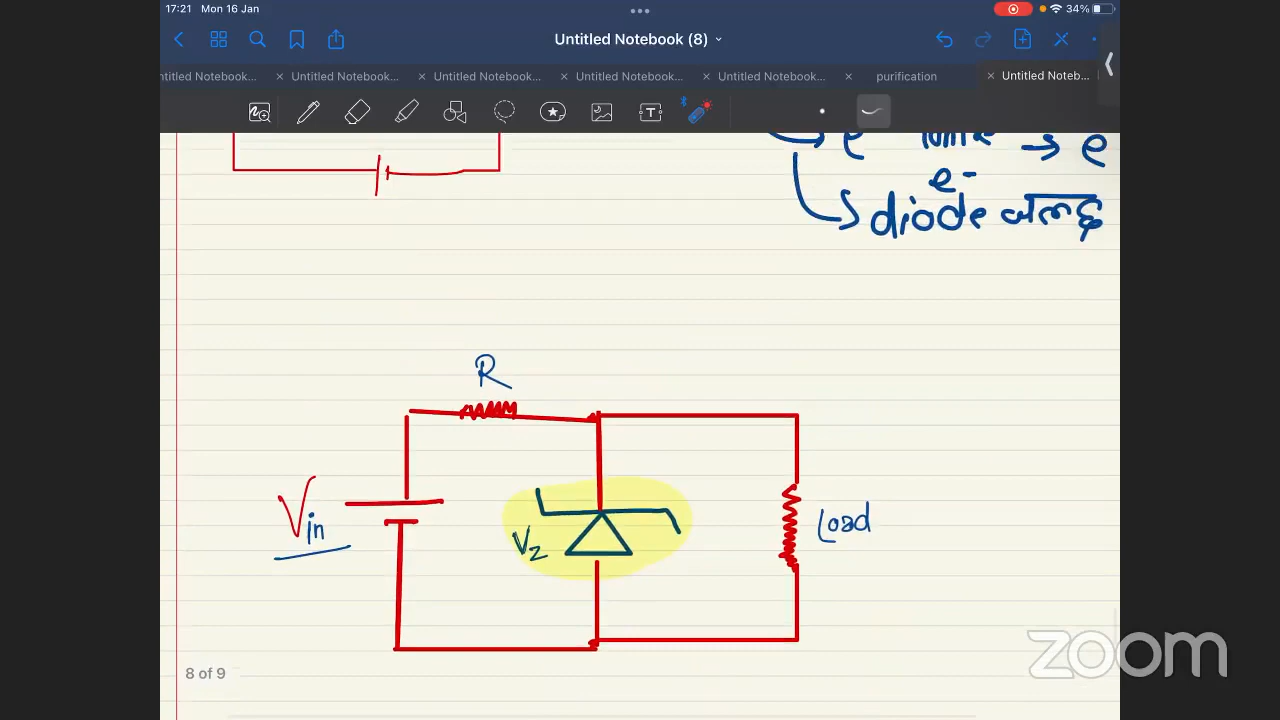 17:21 Mon 16 Jan
34%
Untitled Notebook (8)
ntitled Notebook...
Untitled Notebook...
Untitled Notebook...
Untitled Notebook...
Untitled Notebook...
purification
Untitled Noteb...
e → e
e-
diode
R
Vin
Vz
Load
8 of 9
zoom